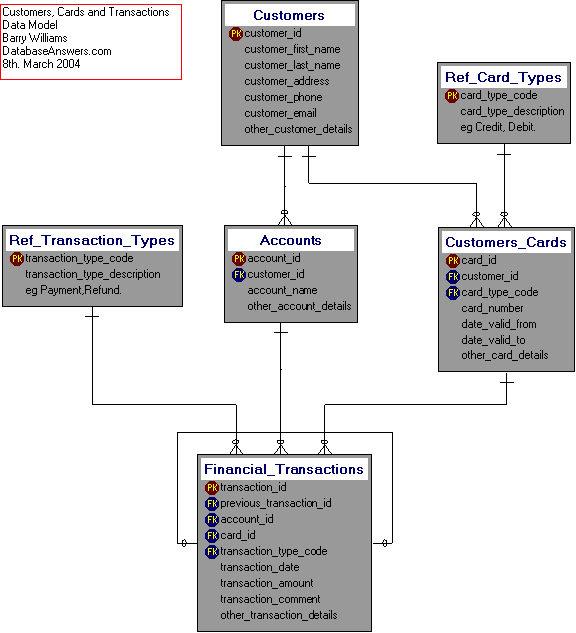 Customers, Cards and Transactions
Data Model
Barry Williams
DatabaseAnswers.com
8th. March 2004
Customers
PK customer_id
customer_first_name
customer_last_name
customer_address
customer_phone
customer_email
other_customer_details
Ref_Card_Types
PK card_type_code
card_type_description
eg Credit, Debit.
Ref_Transaction_Types
PK transaction_type_code
transaction_type_description
eg Payment,Refund.
Accounts
PK account_id
FK customer_id
account_name
other_account_details
Customers_Cards
PK card_id
FK customer_id
FK card_type_code
card_number
date_valid_from
date_valid_to
other_card_details
Financial_Transactions
PK transaction_id
FK previous_transaction_id
FK account_id
FK card_id
FK transaction_type_code
transaction_date
transaction_amount
transaction_comment
other_transaction_details